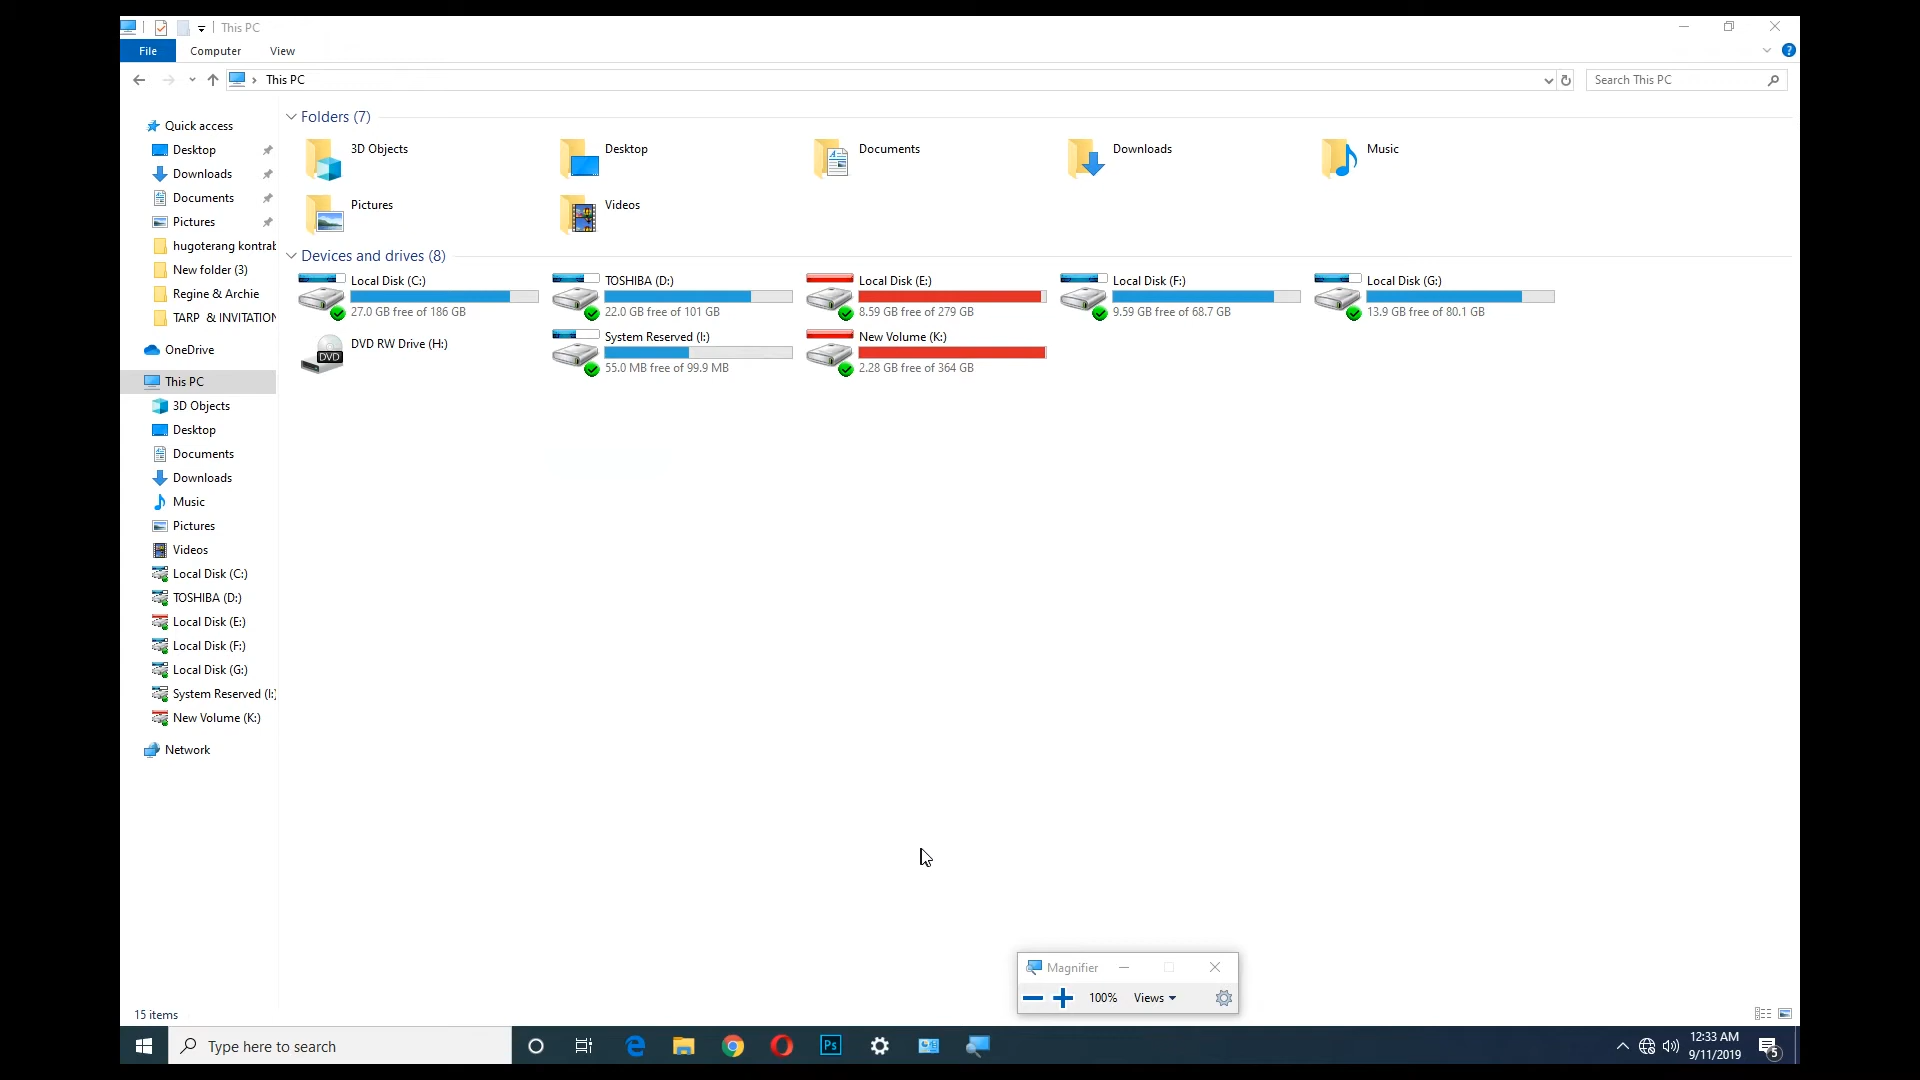 This PC
File Computer View
This PC
Search This PC
Quick access
Desktop
Downloads
Documents
Pictures
hugoterang kontrab
New folder (3)
Regine & Archie
TARP & INVITATION
OneDrive
This PC
3D Objects
Desktop
Documents
Downloads
Music
Pictures
Videos
Local Disk (C:)
TOSHIBA (D:)
Local Disk (E:)
Local Disk (F:)
Local Disk (G:)
System Reserved (I:)
New Volume (K:)
Network
Folders (7)
3D Objects
Desktop
Documents
Downloads
Music
Pictures
Videos
Devices and drives (8)
Local Disk (C:)
27.0 GB free of 186 GB
TOSHIBA (D:)
22.0 GB free of 101 GB
Local Disk (E:)
8.59 GB free of 279 GB
Local Disk (F:)
9.59 GB free of 68.7 GB
Local Disk (G:)
13.9 GB free of 80.1 GB
DVD
DVD RW Drive (H:)
System Reserved (I:)
55.0 MB free of 99.9 MB
New Volume (K:)
2.28 GB free of 364 GB
Magnifier
100% Views
15 items
Type here to search
Ps
12:33 AM
9/11/2019
5